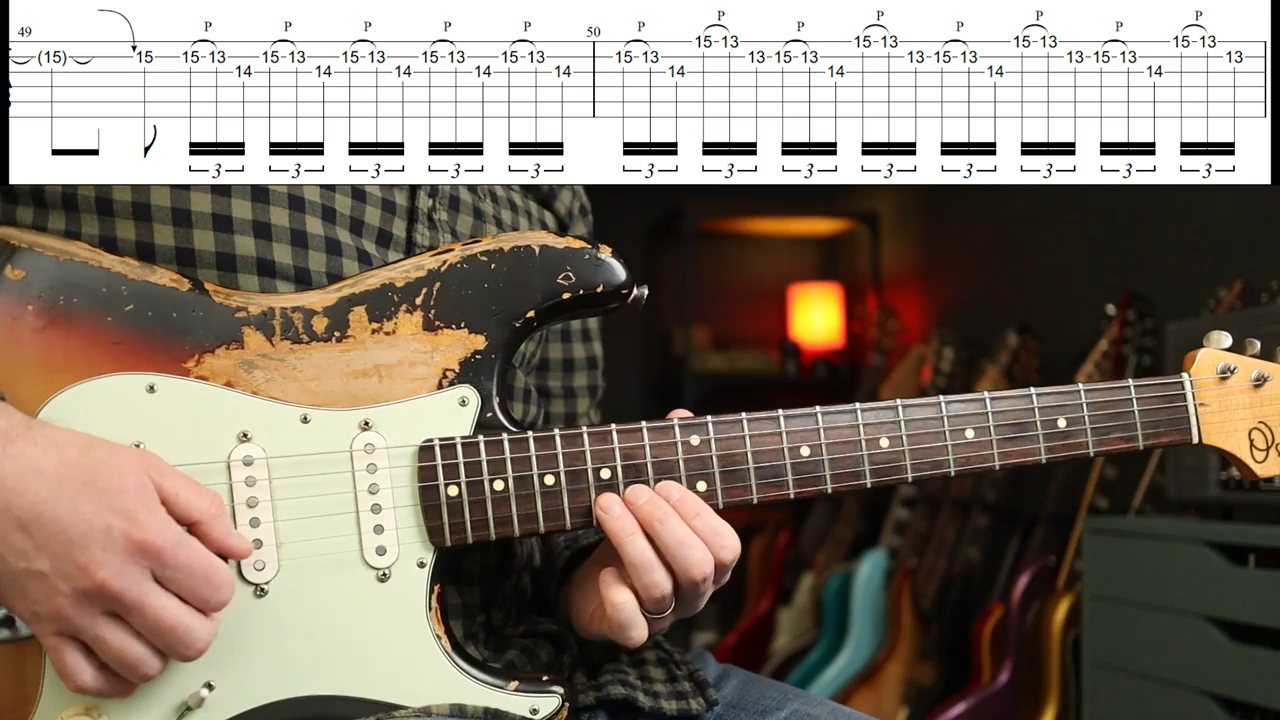 49 P P P P P 50 P P P P P P P P
15-13 15-13 15-13 15-13
(15) 15 15-13 15-13 15-13 15-13 15-13 15-13 13 15-13 13 15-13 13 15-13 13
14 14 14 14 14 14 14 14 14
3 3 3 3 3 3 3 3 3 3 3 3 3